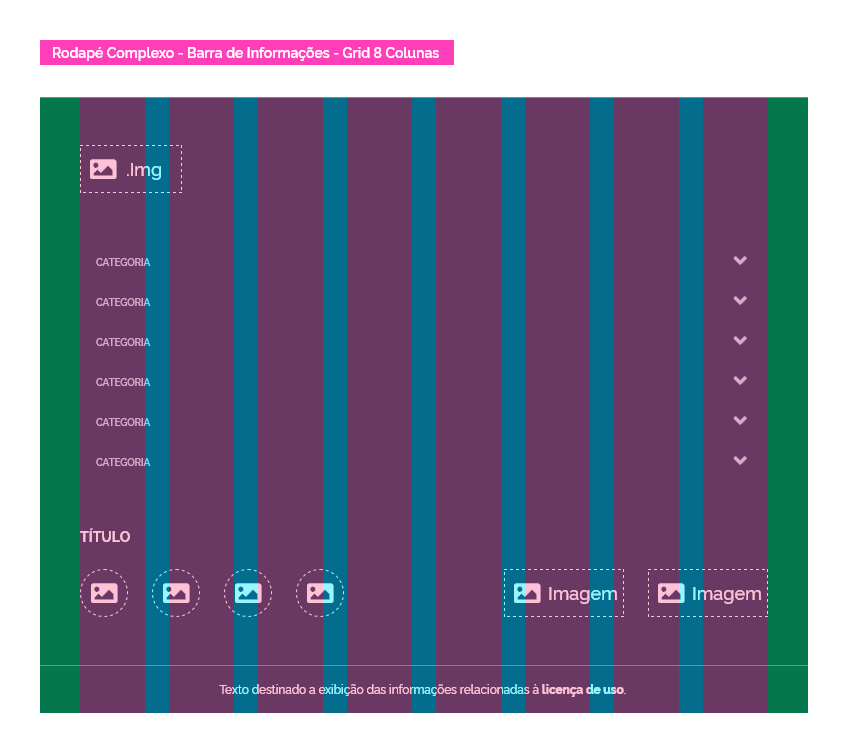 Rodapé Complexo - Barra de Informações - Grid 8 Colunas
.Img
CATEGORIA
CATEGORIA
CATEGORIA
CATEGORIA
CATEGORIA
CATEGORIA
TÍTULO
Imagem Imagem
Texto destinado a exibição das informações relacionadas à licença de uso.